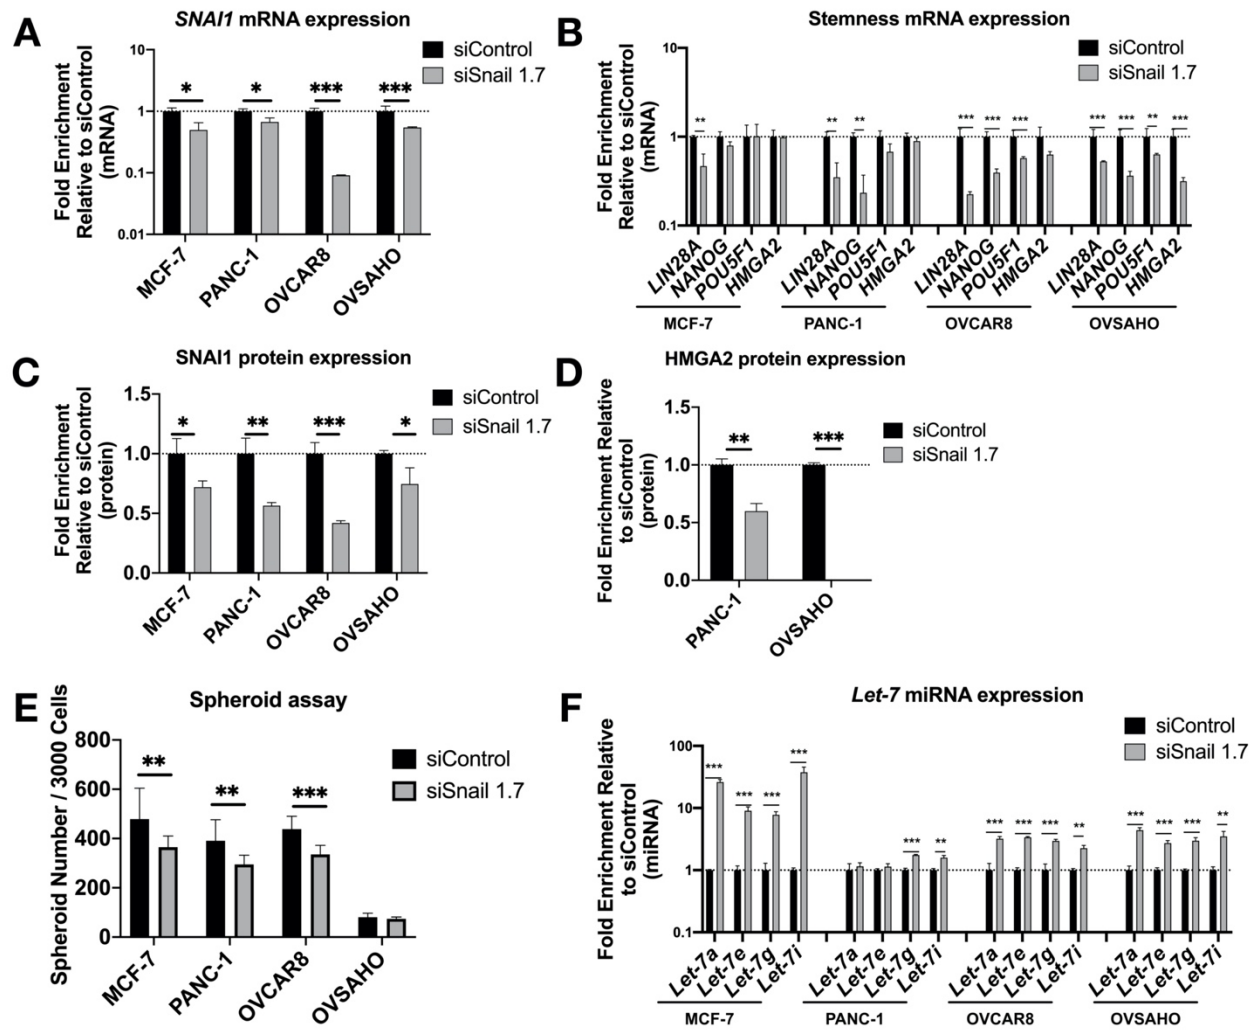 A
SNAI1 mRNA expression
Fold Enrichment
Relative to siControl
(mRNA)
10
1
0.1
0.01
* * *** ***
siControl
siSnail 1.7
MCF-7
PANC-1
OVCAR8
OVSAHO
B
Stemness mRNA expression
Fold Enrichment
Relative to siControl
(mRNA)
10
1
0.1
** ** ** *** *** *** *** *** ** ***
siControl
siSnail 1.7
LIN28A
NANOG
POU5F1
HMGA2
LIN28A
NANOG
POU5F1
HMGA2
LIN28A
NANOG
POU5F1
HMGA2
LIN28A
NANOG
POU5F1
HMGA2
MCF-7
PANC-1
OVCAR8
OVSAHO
C
SNAI1 protein expression
Fold Enrichment
Relative to siControl
(protein)
1.5
1.0
0.5
0.0
* ** *** *
siControl
siSnail 1.7
MCF-7
PANC-1
OVCAR8
OVSAHO
D
HMGA2 protein expression
Fold Enrichment Relative
to siControl
(protein)
1.5
1.0
0.5
0.0
** ***
siControl
siSnail 1.7
PANC-1
OVSAHO
E
Spheroid assay
Spheroid Number / 3000 Cells
800
600
400
200
0
** ** ***
siControl
siSnail 1.7
MCF-7
PANC-1
OVCAR8
OVSAHO
F
Let-7 miRNA expression
Fold Enrichment Relative
to siControl
(miRNA)
100
10
1
0.1
*** *** *** *** *** ** *** *** *** ** *** *** *** **
siControl
siSnail 1.7
Let-7a
Let-7e
Let-7g
Let-7i
Let-7a
Let-7e
Let-7g
Let-7i
Let-7a
Let-7e
Let-7g
Let-7i
Let-7a
Let-7e
Let-7g
Let-7i
MCF-7
PANC-1
OVCAR8
OVSAHO